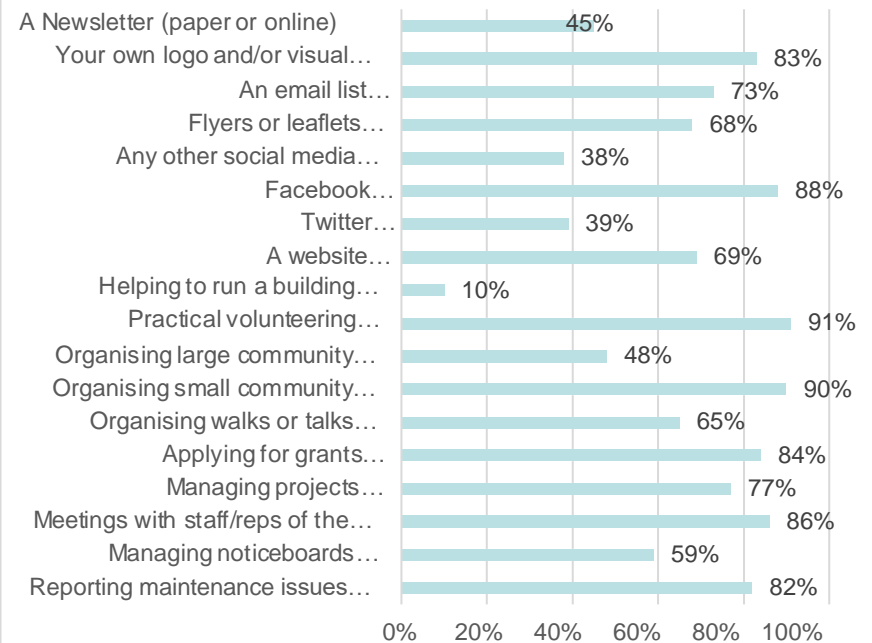 A Newsletter (paper or online) 45%
Your own logo and/or visual… 83%
An email list… 73%
Flyers or leaflets… 68%
Any other social media… 38%
Facebook… 88%
Twitter… 39%
A website… 69%
Helping to run a building… 10%
Practical volunteering… 91%
Organising large community… 48%
Organising small community… 90%
Organising walks or talks… 65%
Applying for grants… 84%
Managing projects… 77%
Meetings with staff/reps of the… 86%
Managing noticeboards… 59%
Reporting maintenance issues… 82%
0% 20% 40% 60% 80% 100%